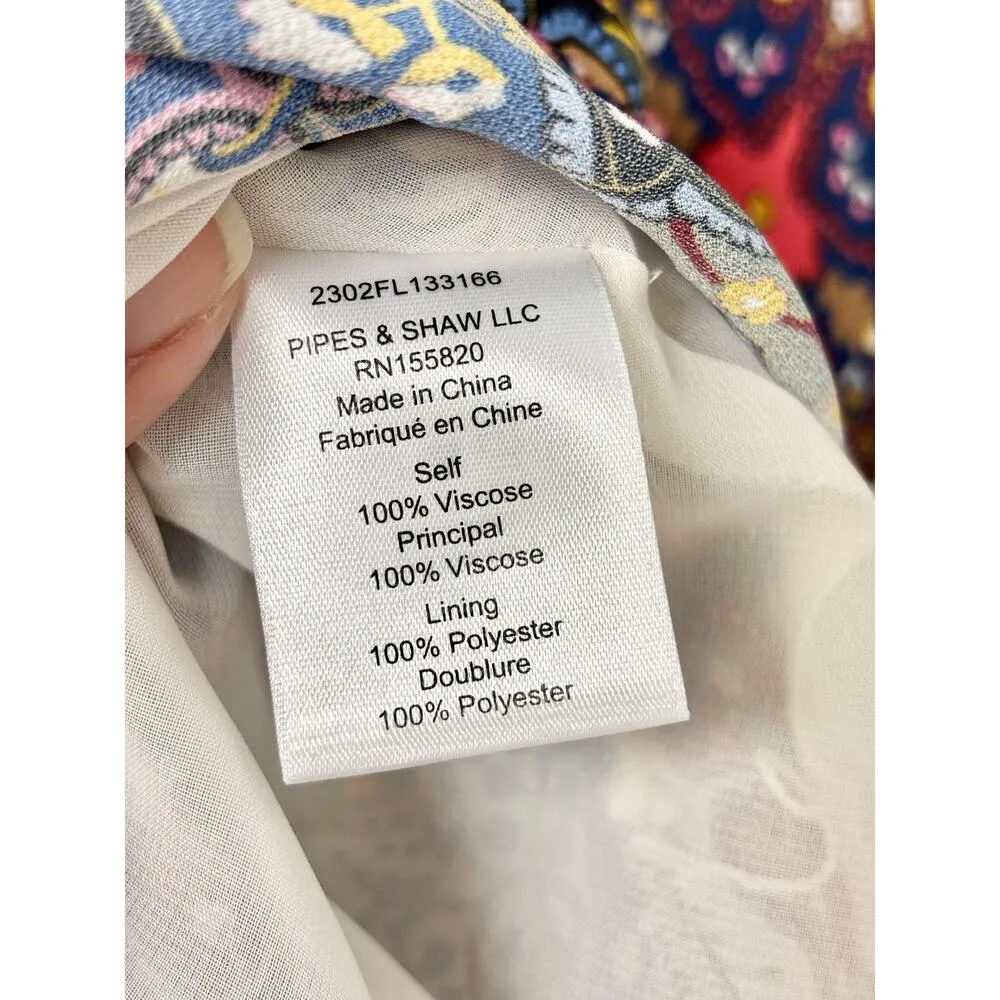 2302FL133166
PIPES & SHAW LLC
RN155820
Made in China
Fabriqué en Chine
Self
100% Viscose
Principal
100% Viscose
Lining
100% Polyester
Doublure
100% Polyester